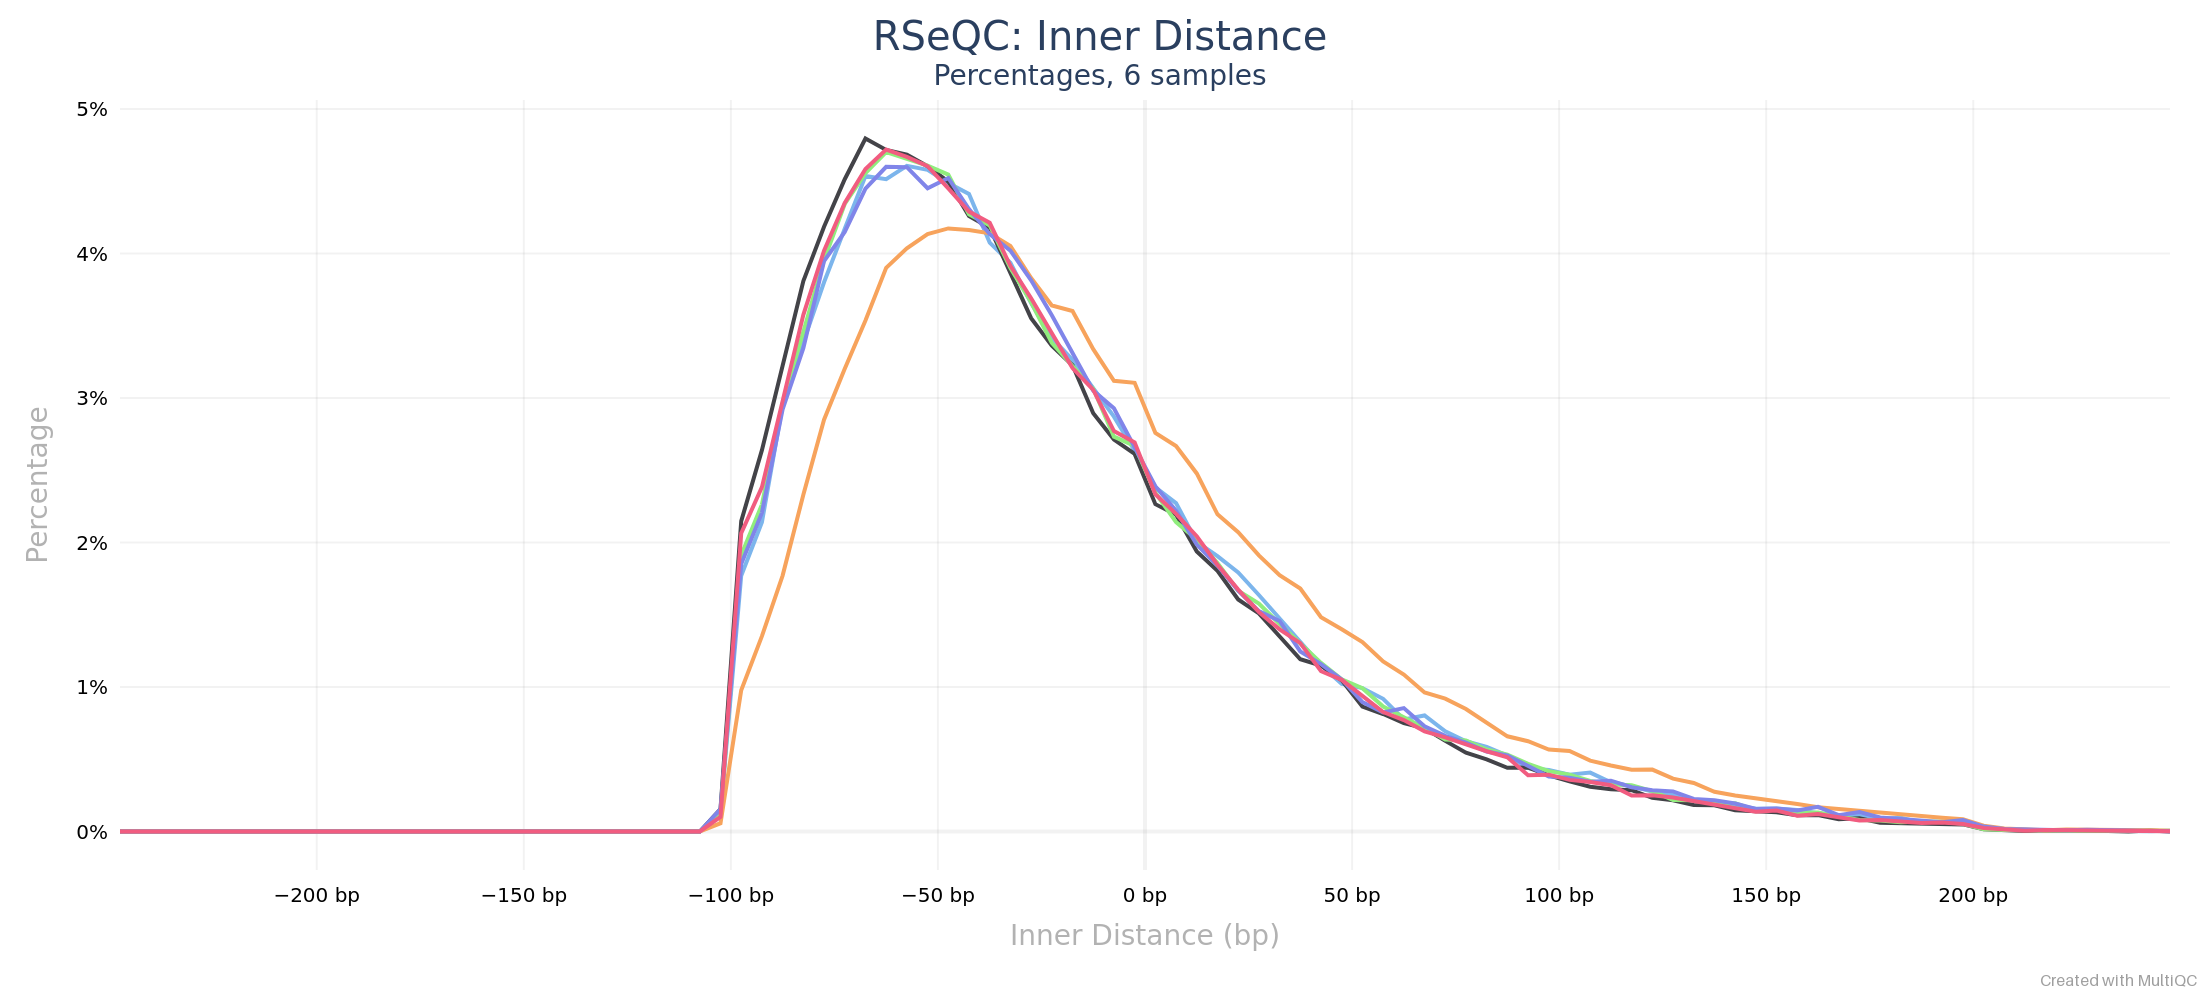 RSeQC: Inner Distance
Percentages, 6 samples
5%
4%
3%
2%
1%
0%
Percentage
−200 bp
−150 bp
−100 bp
−50 bp
0 bp
50 bp
100 bp
150 bp
200 bp
Inner Distance (bp)
Created with MultiQC